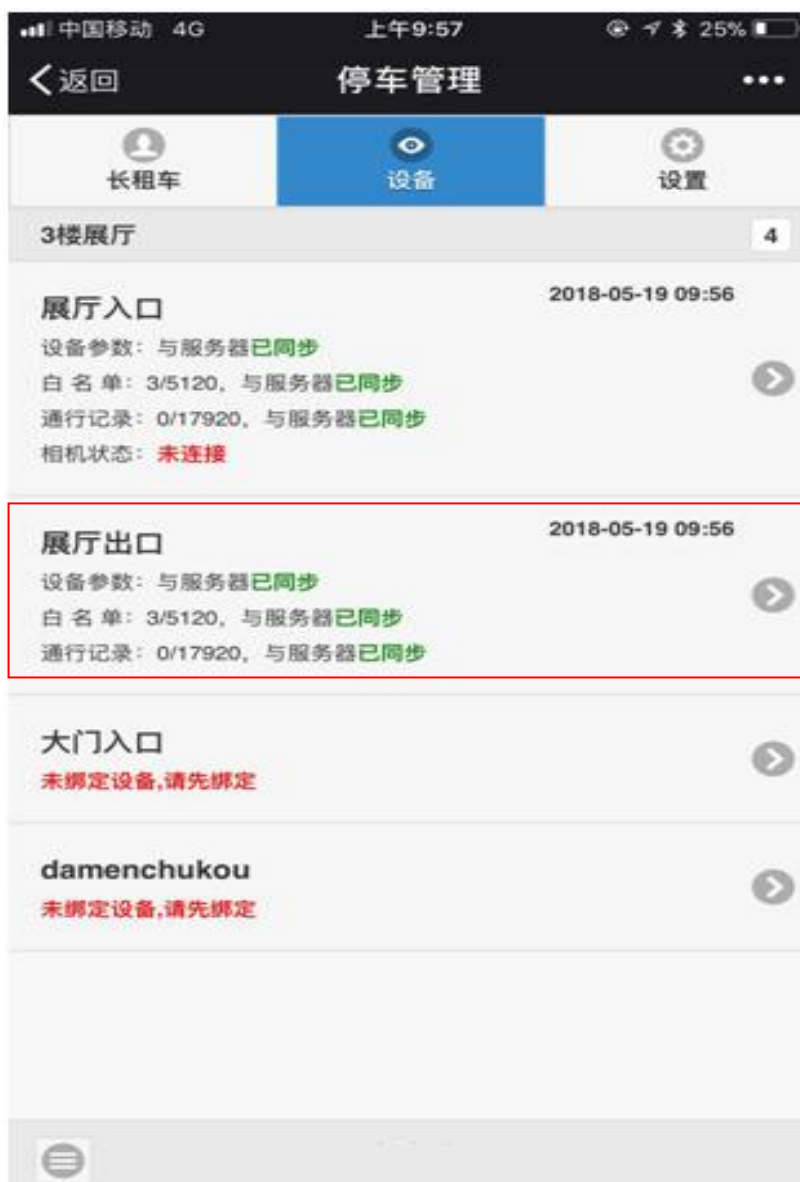 中国移动 4G 上午9:57 25%
返回 停车管理
长租车 设备 设置
3楼展厅 4
展厅入口 2018-05-19 09:56
设备参数：与服务器已同步
白 名 单：3/5120，与服务器已同步
通行记录：0/17920，与服务器已同步
相机状态：未连接
展厅出口 2018-05-19 09:56
设备参数：与服务器已同步
白 名 单：3/5120，与服务器已同步
通行记录：0/17920，与服务器已同步
大门入口
未绑定设备,请先绑定
damenchukou
未绑定设备,请先绑定